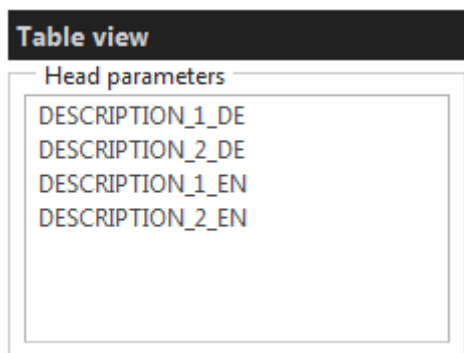 Table view
Head parameters
DESCRIPTION_1_DE
DESCRIPTION_2_DE
DESCRIPTION_1_EN
DESCRIPTION_2_EN